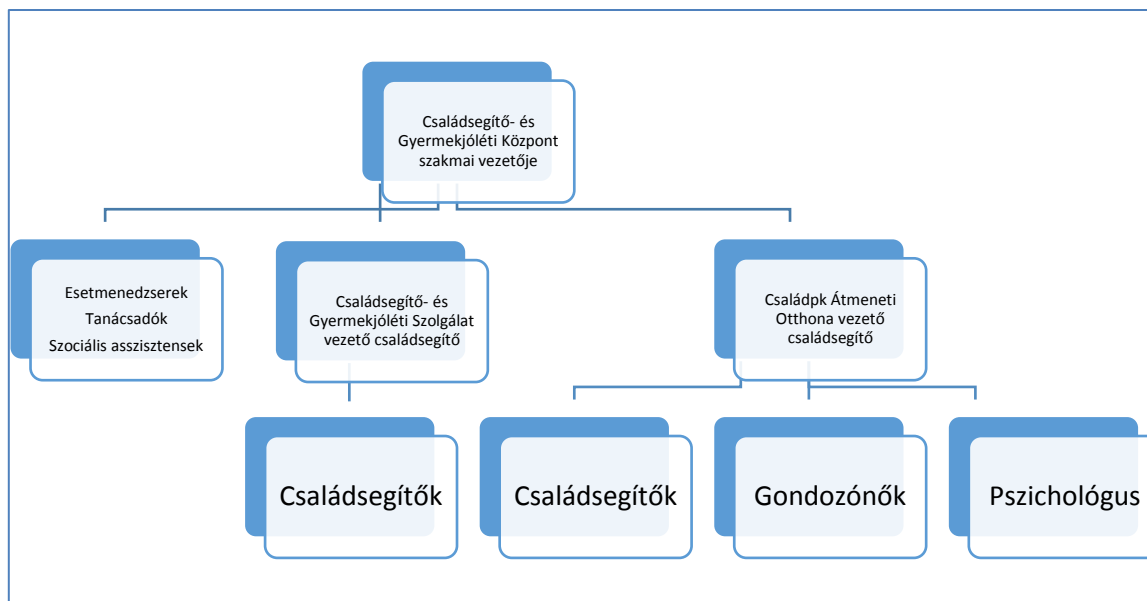 Családsegítő- és
Gyermekjóléti Központ
szakmai vezetője
Esetmenedzserek
Tanácsadók
Szociális asszisztensek
Családsegítő- és
Gyermekjóléti Szolgálat
vezető családsegítő
Családpk Átmeneti
Otthona vezető
családsegítő
Családsegítők
Családsegítők
Gondozónők
Pszichológus